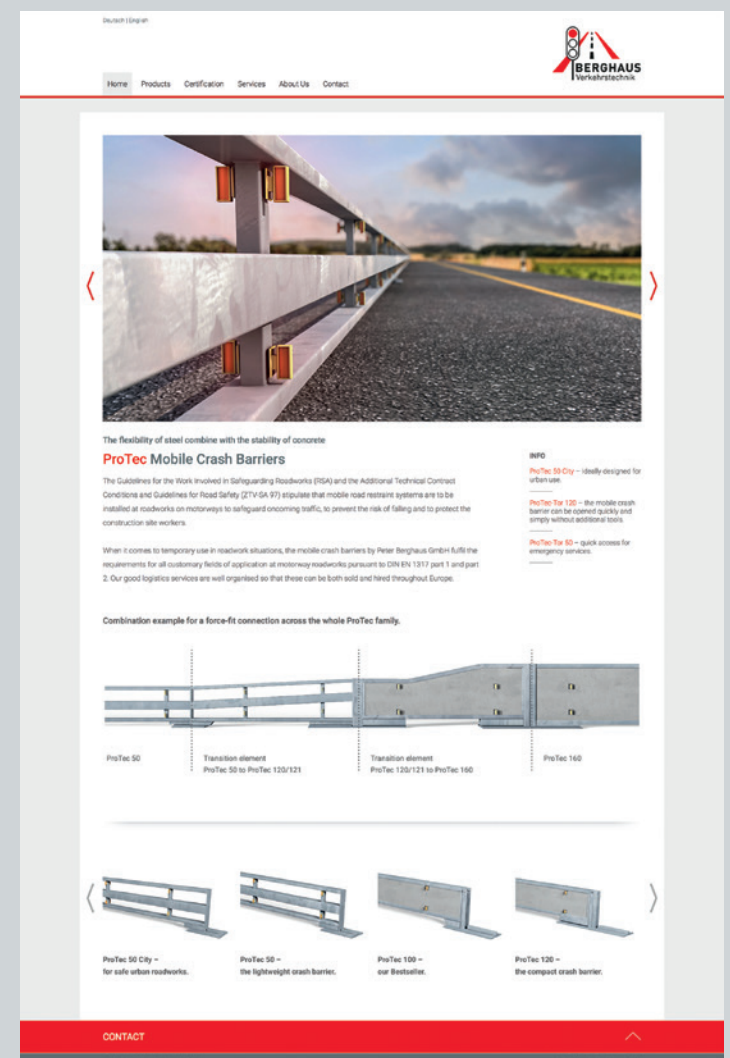 Deutsch | English
BERGHAUS
Verkehrstechnik
Home Products Certification Services About Us Contact
The flexibility of steel combine with the stability of concrete
ProTec Mobile Crash Barriers
The Guidelines for the Work Involved in Safeguarding Roadworks (RSA) and the Additional Technical Contract
Conditions and Guidelines for Road Safety (ZTV-SA 97) stipulate that mobile road restraint systems are to be
installed at roadworks on motorways to safeguard oncoming traffic, to prevent the risk of falling and to protect the
construction site workers.
When it comes to temporary use in roadwork situations, the mobile crash barriers by Peter Berghaus GmbH fulfil the
requirements for all customary fields of application at motorway roadworks pursuant to DIN EN 1317 part 1 and part
2. Our good logistics services are well organised so that these can be both sold and hired throughout Europe.
INFO
ProTec 50 City – ideally designed for
urban use.
ProTec-Tor 120 – the mobile crash
barrier can be opened quickly and
simply without additional tools.
ProTec-Tor 50 – quick access for
emergency services.
Combination example for a force-fit connection across the whole ProTec family.
ProTec 50
Transition element
ProTec 50 to ProTec 120/121
Transition element
ProTec 120/121 to ProTec 160
ProTec 160
ProTec 50 City –
for safe urban roadworks.
ProTec 50 –
the lightweight crash barrier.
ProTec 100 –
our Bestseller.
ProTec 120 –
the compact crash barrier.
CONTACT